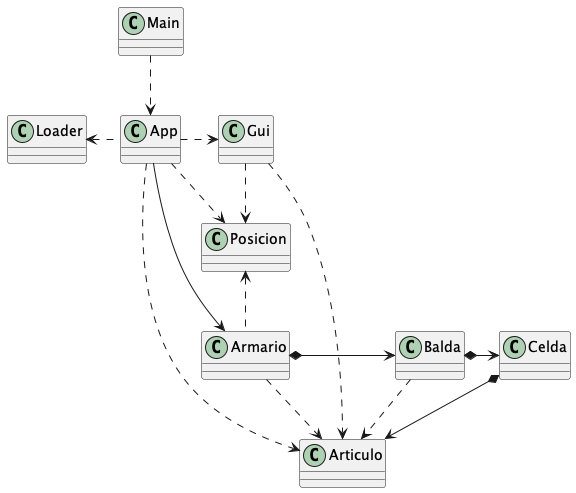 C Main
C Loader
C App
C Gui
C Posicion
C Armario
C Balda
C Celda
C Articulo